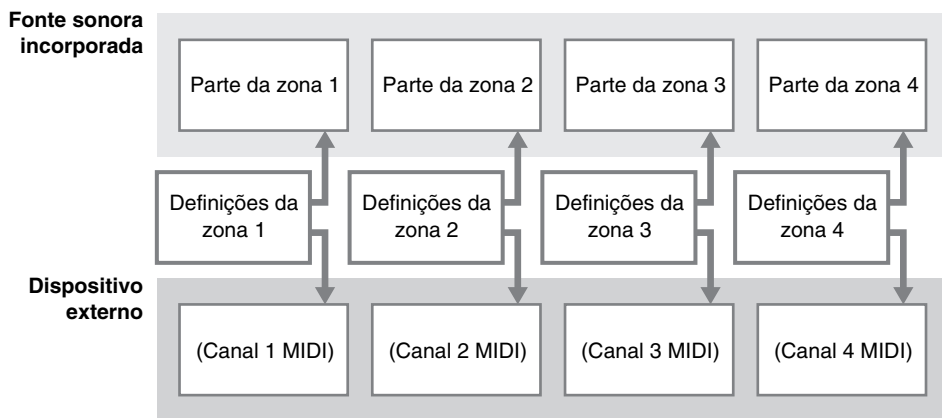 Fonte sonora
incorporada
Parte da zona 1
Parte da zona 2
Parte da zona 3
Parte da zona 4
Definições da
zona 1
Definições da
zona 2
Definições da
zona 3
Definições da
zona 4
Dispositivo
externo
(Canal 1 MIDI)
(Canal 2 MIDI)
(Canal 3 MIDI)
(Canal 4 MIDI)